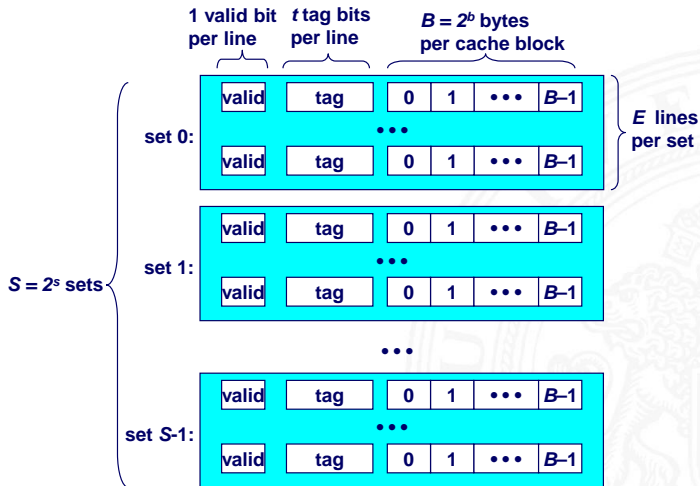 1 valid bit per line
t tag bits per line
B = 2^b bytes per cache block
set 0:
valid tag 0 1 ••• B–1
•••
valid tag 0 1 ••• B–1
E lines per set
set 1:
valid tag 0 1 ••• B–1
•••
valid tag 0 1 ••• B–1
S = 2^s sets
•••
set S-1:
valid tag 0 1 ••• B–1
•••
valid tag 0 1 ••• B–1